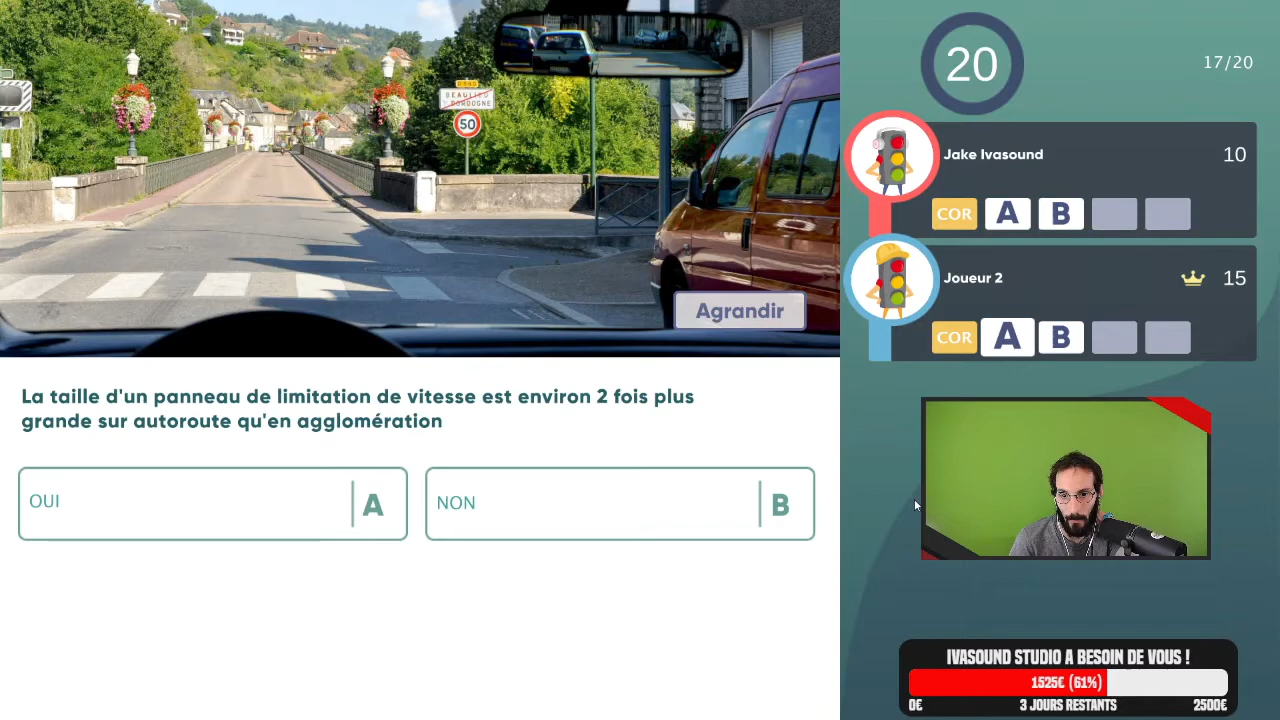 D 940
BEAULIEU
DORDOGNE
50
Agrandir
La taille d'un panneau de limitation de vitesse est environ 2 fois plus
grande sur autoroute qu'en agglomération
OUI A
NON B
20
17/20
Jake Ivasound 10
COR A B
Joueur 2 15
COR A B
IVASOUND STUDIO A BESOIN DE VOUS !
1525€ (61%)
0€ 3 JOURS RESTANTS 2500€